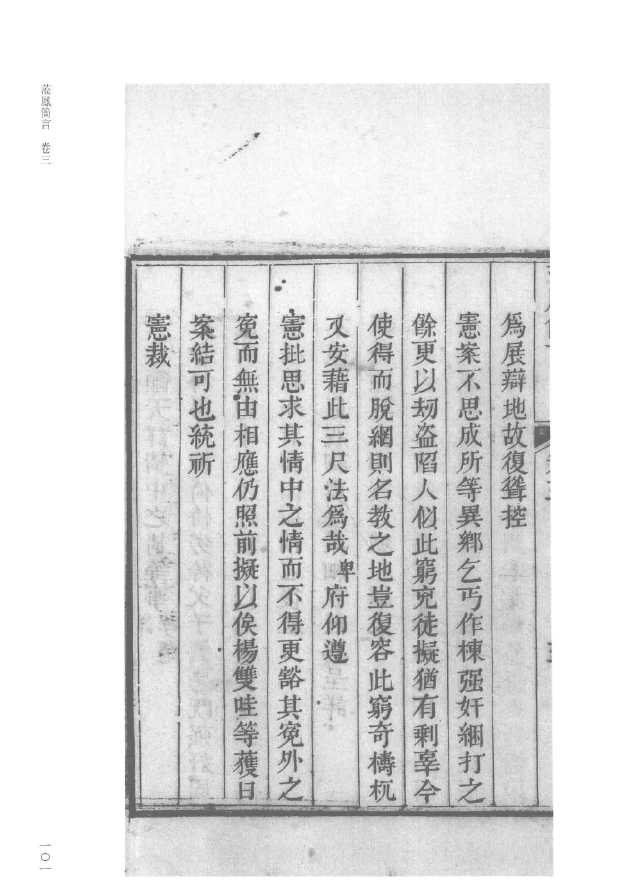 為展辯地故復聳控
憲案不思成所等異鄉乞丐作棟强奸綑打之
餘更以刼盜䧟人似此窮兇徒擬猶有剩辜今
使得而脫網則名教之地豈復容此窮奇檮杌
又安藉此三尺法為哉卑府仰遵
憲批思求其情中之情而不得更豁其寃外之
寃而無由相應仍照前擬以俟楊雙哇等獲日
案結可也統祈
憲裁
鳳簡言 卷三
一〇一